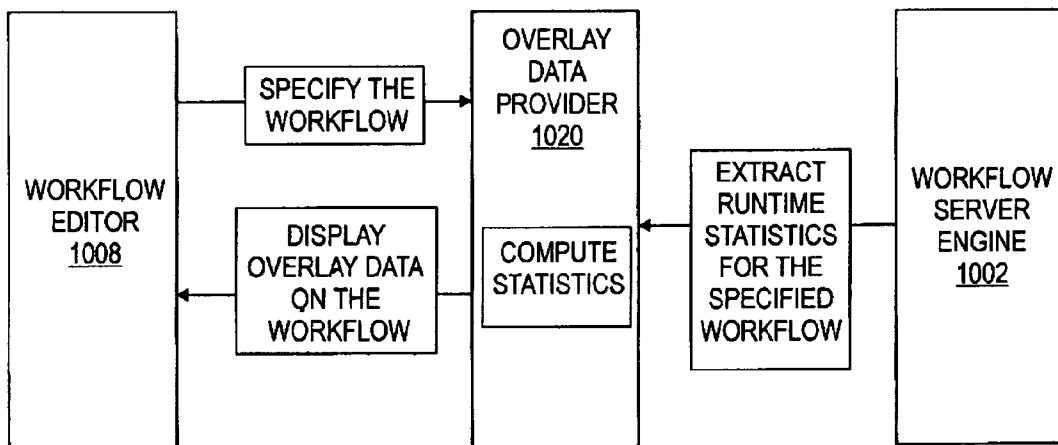 WORKFLOW
EDITOR
1008
SPECIFY THE
WORKFLOW
DISPLAY
OVERLAY DATA
ON THE
WORKFLOW
OVERLAY
DATA
PROVIDER
1020
COMPUTE
STATISTICS
EXTRACT
RUNTIME
STATISTICS
FOR THE
SPECIFIED
WORKFLOW
WORKFLOW
SERVER
ENGINE
1002